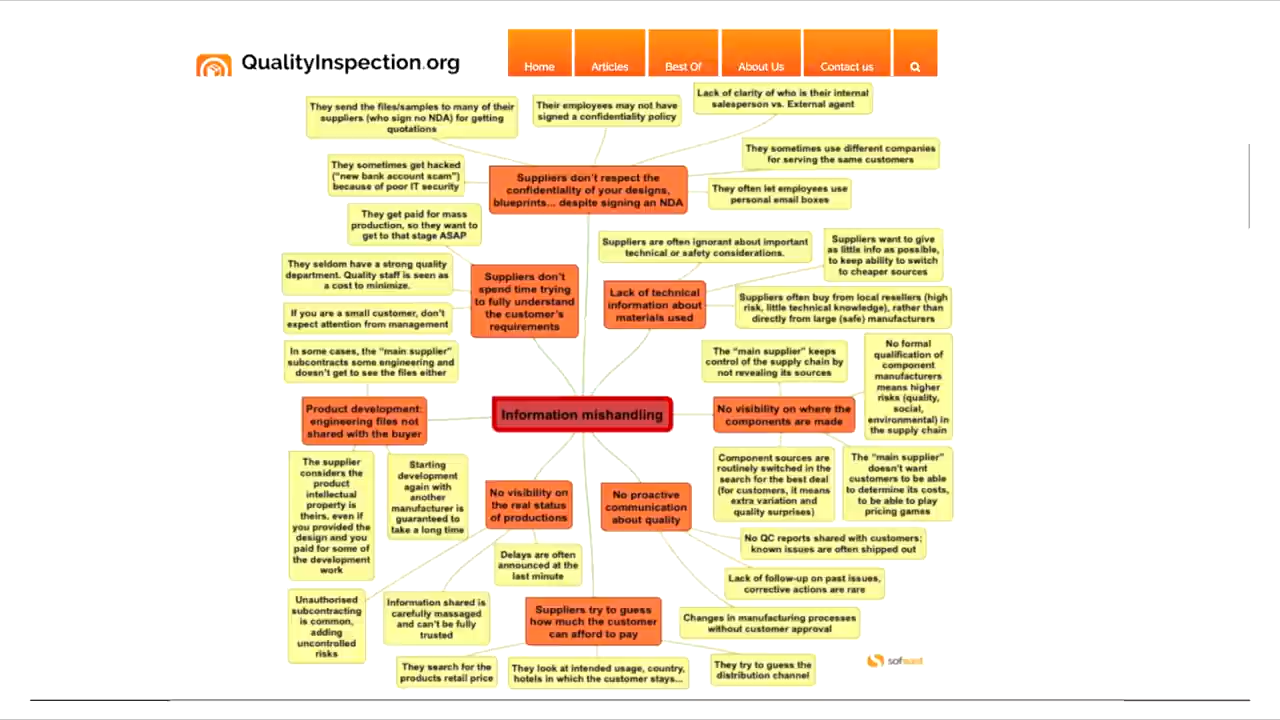 QualityInspection.org
Home
Articles
Best Of
About Us
Contact us
They send the files/samples to many of their
suppliers (who sign no NDA) for getting
quotations
Their employees may not have
signed a confidentiality policy
Lack of clarity of who is their internal
salesperson vs. External agent
They sometimes use different companies
for serving the same customers
They sometimes get hacked
("new bank account scam")
because of poor IT security
Suppliers don't respect the
confidentiality of your designs,
blueprints... despite signing an NDA
They often let employees use
personal email boxes
They get paid for mass
production, so they want to
get to that stage ASAP
Suppliers are often ignorant about important
technical or safety considerations.
Suppliers want to give
as little info as possible,
to keep ability to switch
to cheaper sources
They seldom have a strong quality
department. Quality staff is seen as
a cost to minimize.
Suppliers don't
spend time trying
to fully understand
the customer's
requirements
Lack of technical
information about
materials used
Suppliers often buy from local resellers (high
risk, little technical knowledge), rather than
directly from large (safe) manufacturers
If you are a small customer, don't
expect attention from management
In some cases, the "main supplier"
subcontracts some engineering and
doesn't get to see the files either
The "main supplier" keeps
control of the supply chain by
not revealing its sources
No formal
qualification of
component
manufacturers
means higher
risks (quality,
social,
environmental) in
the supply chain
Product development:
engineering files not
shared with the buyer
Information mishandling
No visibility on where the
components are made
The supplier
considers the
product
intellectual
property is
theirs, even if
you provided the
design and you
paid for some of
the development
work
Starting
development
again with
another
manufacturer is
guaranteed to
take a long time
No visibility on
the real status
of productions
No proactive
communication
about quality
Component sources are
routinely switched in the
search for the best deal
(for customers, it means
extra variation and
quality surprises)
The "main supplier"
doesn't want
customers to be able
to determine its costs,
to be able to play
pricing games
Delays are often
announced at the
last minute
No QC reports shared with customers;
known issues are often shipped out
Lack of follow-up on past issues,
corrective actions are rare
Unauthorised
subcontracting
is common,
adding
uncontrolled
risks
Information shared is
carefully massaged
and can't be fully
trusted
Suppliers try to guess
how much the customer
can afford to pay
Changes in manufacturing processes
without customer approval
They search for the
products retail price
They look at intended usage, country,
hotels in which the customer stays...
They try to guess the
distribution channel
sofeast